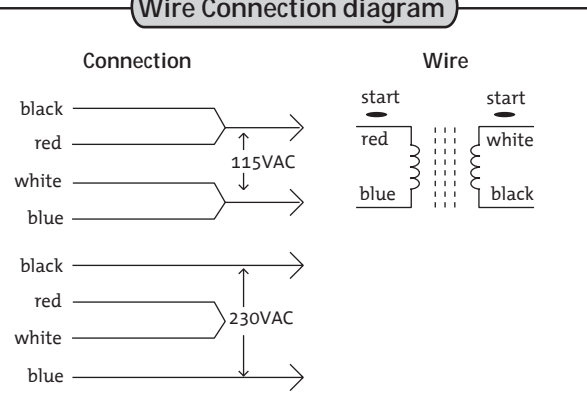 Wire Connection diagram
Connection
Wire
black
red
115VAC
white
blue
start
start
red
white
blue
black
black
red
230VAC
white
blue